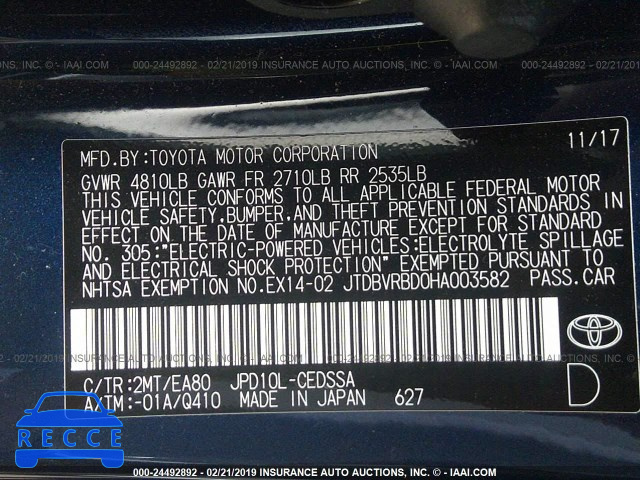 000-24492892 - 02/21/2019 INSURANCE AUTO AUCTIONS, INC. - © - IAAI.COM
11/17
MFD.BY:TOYOTA MOTOR CORPORATION
GVWR 4810LB GAWR FR 2710LB RR 2535LB
THIS VEHICLE CONFORMS TO ALL APPLICABLE FEDERAL MOTOR
VEHICLE SAFETY,BUMPER,AND THEFT PREVENTION STANDARDS IN
EFFECT ON THE DATE OF MANUFACTURE EXCEPT FOR STANDARD
NO. 305:"ELECTRIC-POWERED VEHICLES:ELECTROLYTE SPILLAGE
AND ELECTRICAL SHOCK PROTECTION" EXEMPTED PURSUANT TO
NHTSA EXEMPTION NO.EX14-02 JTDBVRBD0HA003582 PASS.CAR
TOYOTA
C/TR:2MT/EA80 JPD10L-CEDSSA
A/TM:-01A/Q410 MADE IN JAPAN 627
D
RECCE
000-24492892 - 02/21/2019 INSURANCE AUTO AUCTIONS, INC. - © - IAAI.COM